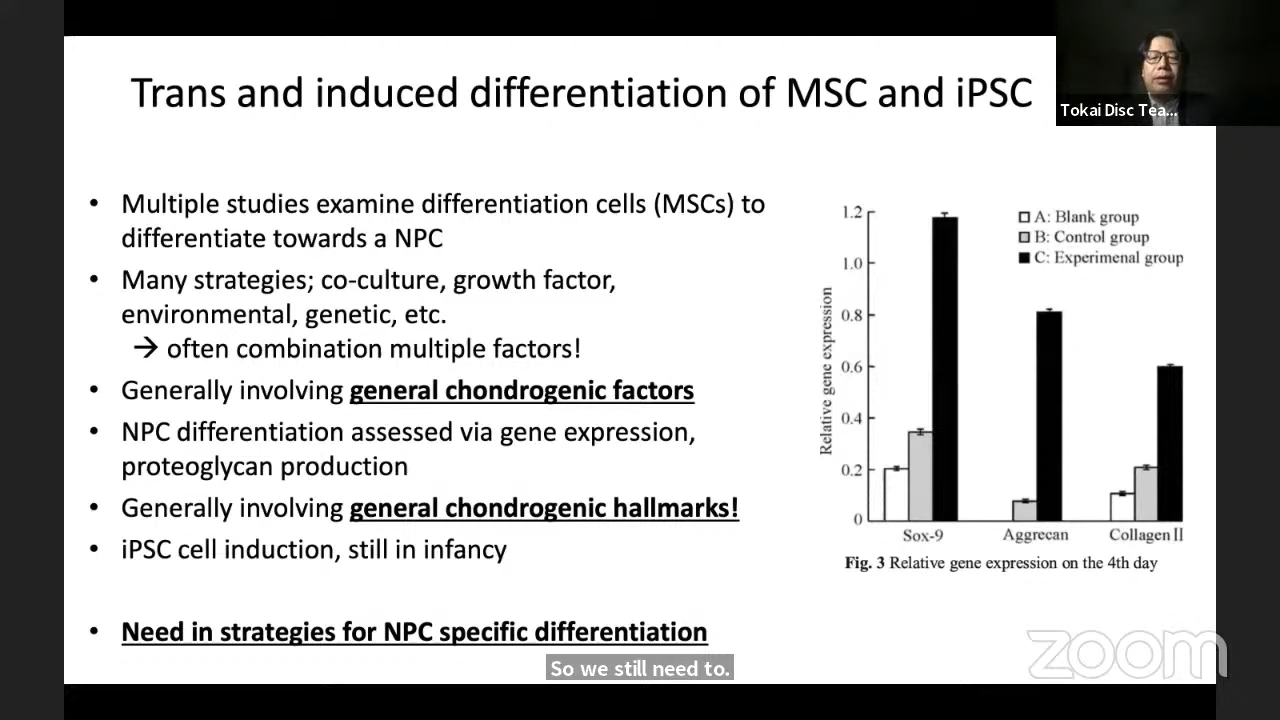 Trans and induced differentiation of MSC and iPSC
Tokai Disc Tea...
• Multiple studies examine differentiation cells (MSCs) to
differentiate towards a NPC
• Many strategies; co-culture, growth factor,
environmental, genetic, etc.
→ often combination multiple factors!
• Generally involving general chondrogenic factors
• NPC differentiation assessed via gene expression,
proteoglycan production
• Generally involving general chondrogenic hallmarks!
• iPSC cell induction, still in infancy
• Need in strategies for NPC specific differentiation
Relative gene expression
1.2
1.0
0.8
0.6
0.4
0.2
0
A: Blank group
B: Control group
C: Experimenal group
Sox-9 Aggrecan Collagen II
Fig. 3 Relative gene expression on the 4th day
So we still need to.
zoom